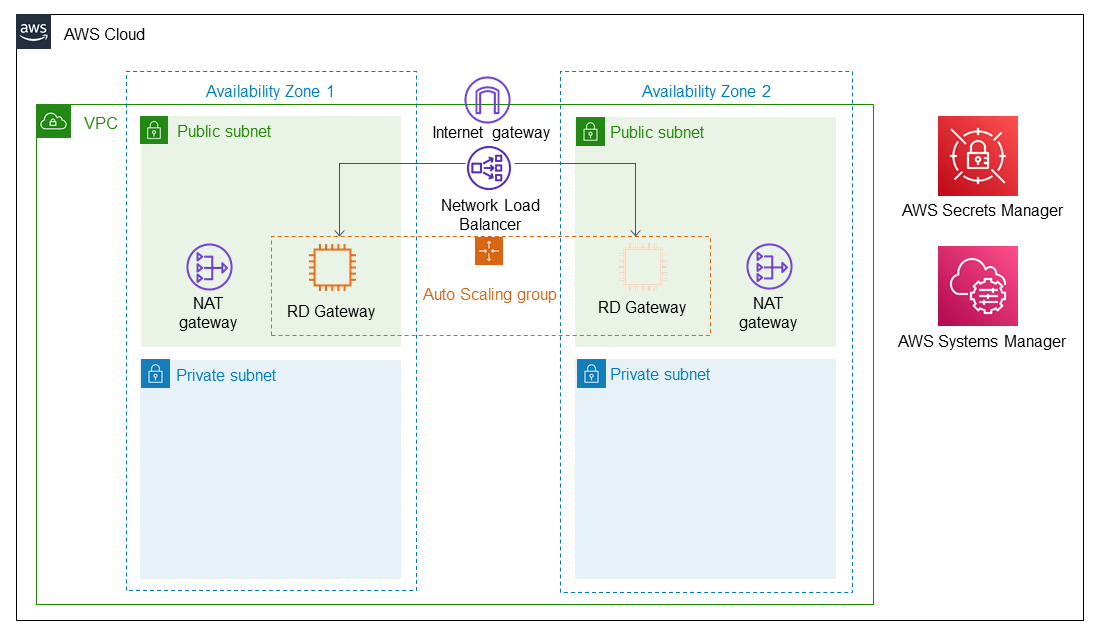 aws
AWS Cloud
Availability Zone 1
Availability Zone 2
VPC
Public subnet
Internet gateway
Public subnet
Network Load
Balancer
AWS Secrets Manager
NAT
gateway
RD Gateway
Auto Scaling group
RD Gateway
NAT
gateway
AWS Systems Manager
Private subnet
Private subnet